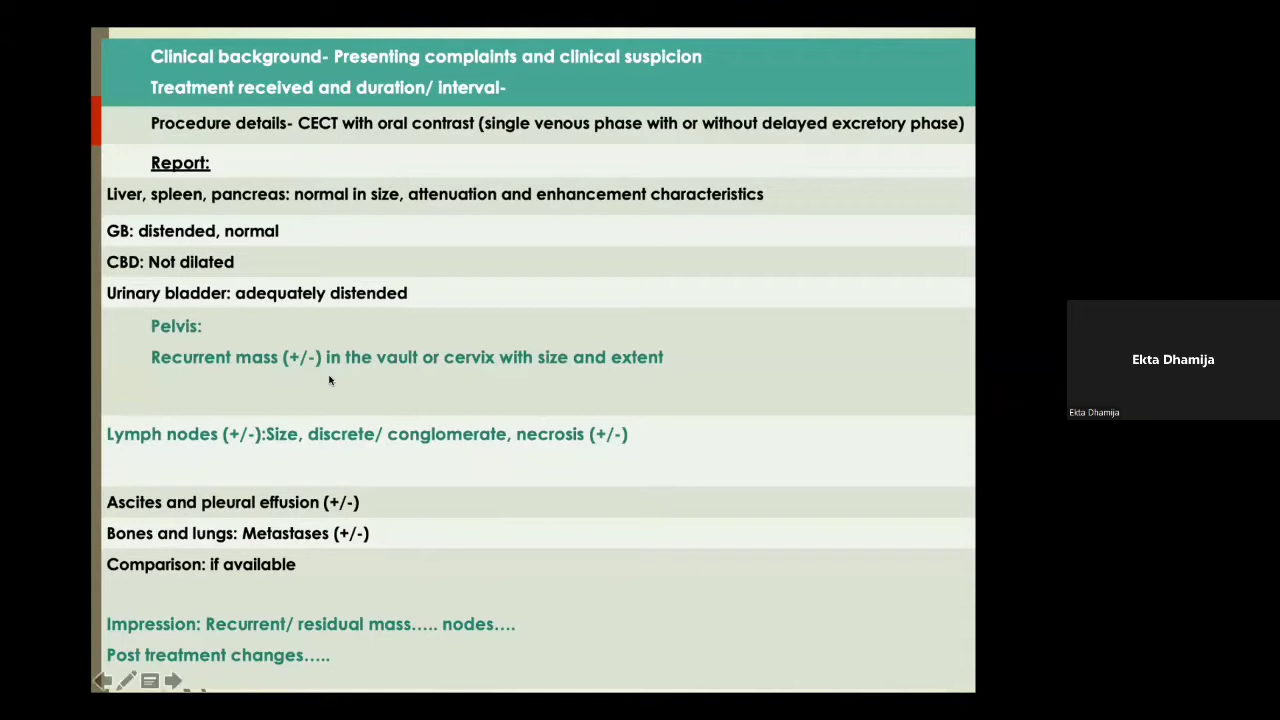 Clinical background- Presenting complaints and clinical suspicion
Treatment received and duration/ interval-
Procedure details- CECT with oral contrast (single venous phase with or without delayed excretory phase)
Report:
Liver, spleen, pancreas: normal in size, attenuation and enhancement characteristics
GB: distended, normal
CBD: Not dilated
Urinary bladder: adequately distended
Pelvis:
Recurrent mass (+/-) in the vault or cervix with size and extent
Lymph nodes (+/-):Size, discrete/ conglomerate, necrosis (+/-)
Ascites and pleural effusion (+/-)
Bones and lungs: Metastases (+/-)
Comparison: if available
Impression: Recurrent/ residual mass….. nodes….
Post treatment changes…..
Ekta Dhamija
Ekta Dhamija